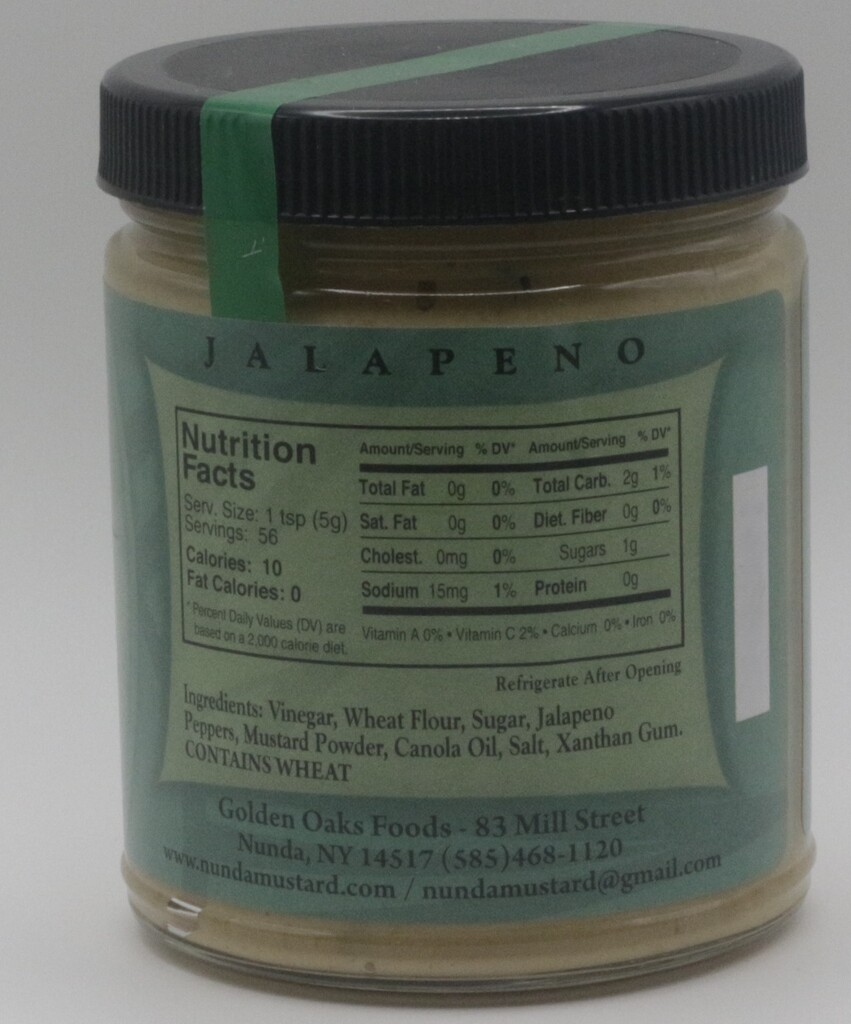 JALAPENO
Nutrition
Facts
Serv. Size: 1 tsp (5g)
Servings: 56
Calories: 10
Fat Calories: 0
* Percent Daily Values (DV) are
based on a 2,000 calorie diet.
Amount/Serving % DV* Amount/Serving % DV*
Total Fat 0g 0% Total Carb. 2g 1%
Sat. Fat 0g 0% Diet. Fiber 0g 0%
Cholest. 0mg 0% Sugars 1g
Sodium 15mg 1% Protein 0g
Vitamin A 0% • Vitamin C 2% • Calcium 0% • Iron 0%
Refrigerate After Opening
Ingredients: Vinegar, Wheat Flour, Sugar, Jalapeno
Peppers, Mustard Powder, Canola Oil, Salt, Xanthan Gum.
CONTAINS WHEAT
Golden Oaks Foods - 83 Mill Street
Nunda, NY 14517 (585)468-1120
www.nundamustard.com / nundamustard@gmail.com